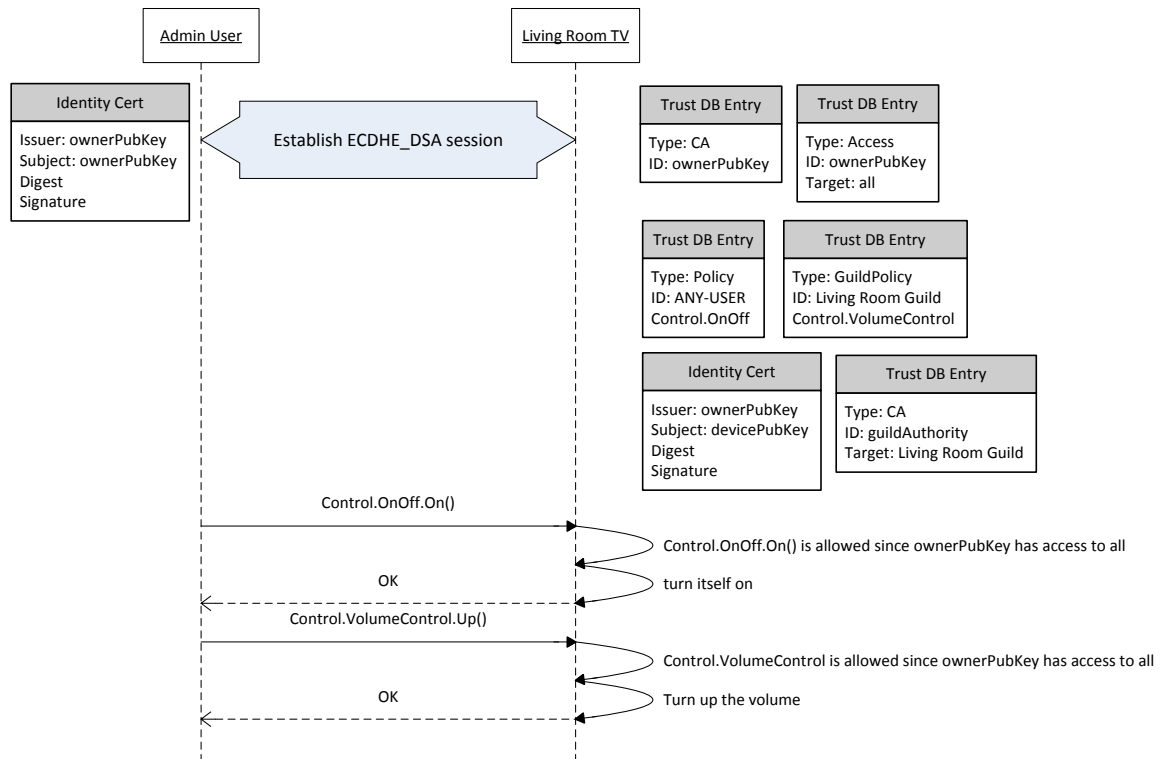 Admin User
Living Room TV
Identity Cert
Issuer: ownerPubKey
Subject: ownerPubKey
Digest
Signature
Establish ECDHE_DSA session
Trust DB Entry
Type: CA
ID: ownerPubKey
Trust DB Entry
Type: Access
ID: ownerPubKey
Target: all
Trust DB Entry
Type: Policy
ID: ANY-USER
Control.OnOff
Trust DB Entry
Type: GuildPolicy
ID: Living Room Guild
Control.VolumeControl
Identity Cert
Issuer: ownerPubKey
Subject: devicePubKey
Digest
Signature
Trust DB Entry
Type: CA
ID: guildAuthority
Target: Living Room Guild
Control.OnOff.On()
Control.OnOff.On() is allowed since ownerPubKey has access to all
OK
turn itself on
Control.VolumeControl.Up()
Control.VolumeControl is allowed since ownerPubKey has access to all
OK
Turn up the volume